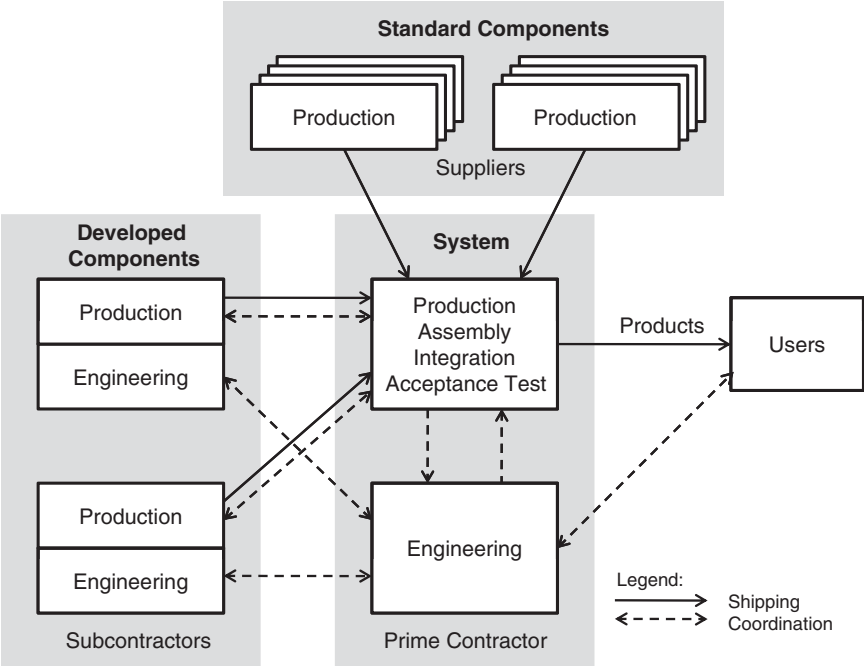 Standard Components
Production
Production
Suppliers
Developed
Components
Production
Engineering
Production
Engineering
Subcontractors
System
Production
Assembly
Integration
Acceptance Test
Engineering
Prime Contractor
Products
Users
Legend:
Shipping
Coordination